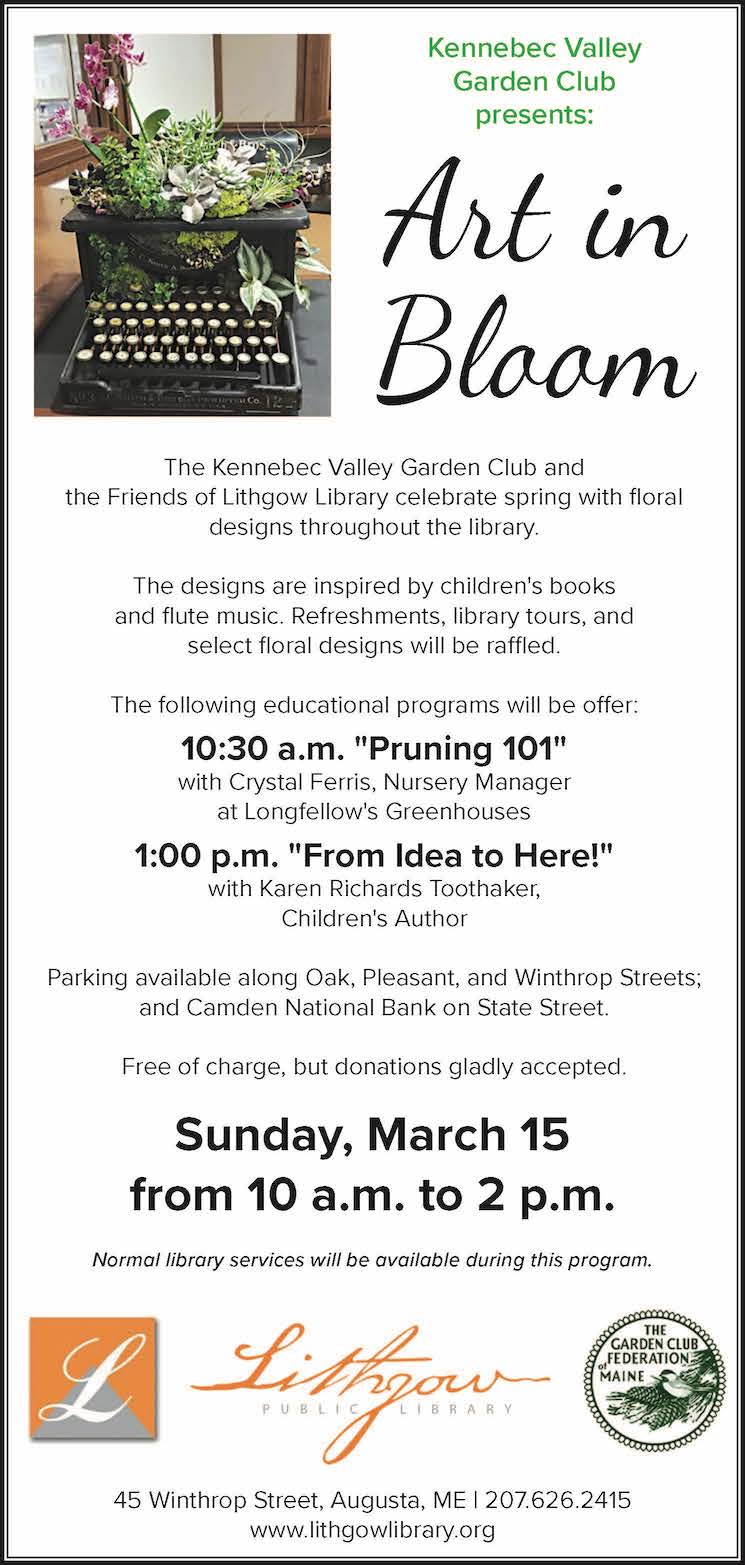 Kennebec Valley
Garden Club
presents:
Art in
Bloom
The Kennebec Valley Garden Club and
the Friends of Lithgow Library celebrate spring with floral
designs throughout the library.
The designs are inspired by children's books
and flute music. Refreshments, library tours, and
select floral designs will be raffled.
The following educational programs will be offer:
10:30 a.m. "Pruning 101"
with Crystal Ferris, Nursery Manager
at Longfellow's Greenhouses
1:00 p.m. "From Idea to Here!"
with Karen Richards Toothaker,
Children's Author
Parking available along Oak, Pleasant, and Winthrop Streets;
and Camden National Bank on State Street.
Free of charge, but donations gladly accepted.
Sunday, March 15
from 10 a.m. to 2 p.m.
Normal library services will be available during this program.
L
Lithgow
PUBLIC LIBRARY
THE
GARDEN CLUB
FEDERATION
of
MAINE
45 Winthrop Street, Augusta, ME | 207.626.2415
www.lithgowlibrary.org